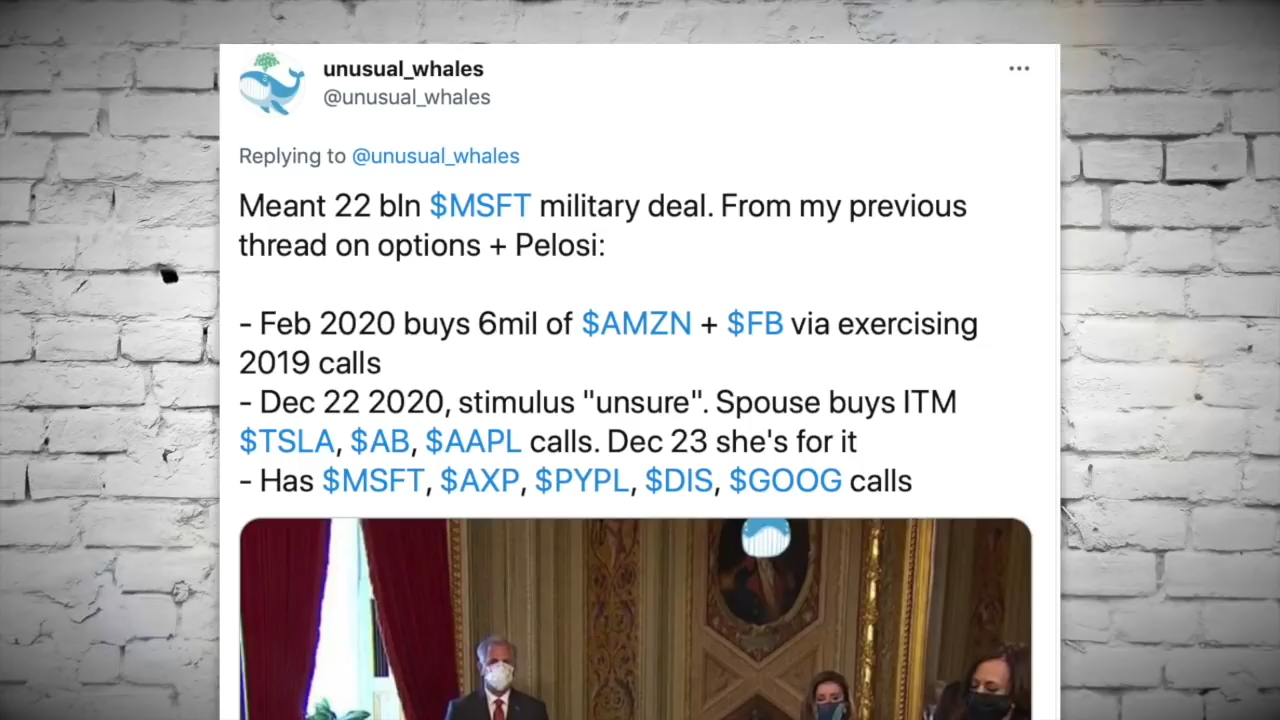 unusual_whales
@unusual_whales
Replying to @unusual_whales
Meant 22 bln $MSFT military deal. From my previous
thread on options + Pelosi:
- Feb 2020 buys 6mil of $AMZN + $FB via exercising
2019 calls
- Dec 22 2020, stimulus "unsure". Spouse buys ITM
$TSLA, $AB, $AAPL calls. Dec 23 she's for it
- Has $MSFT, $AXP, $PYPL, $DIS, $GOOG calls